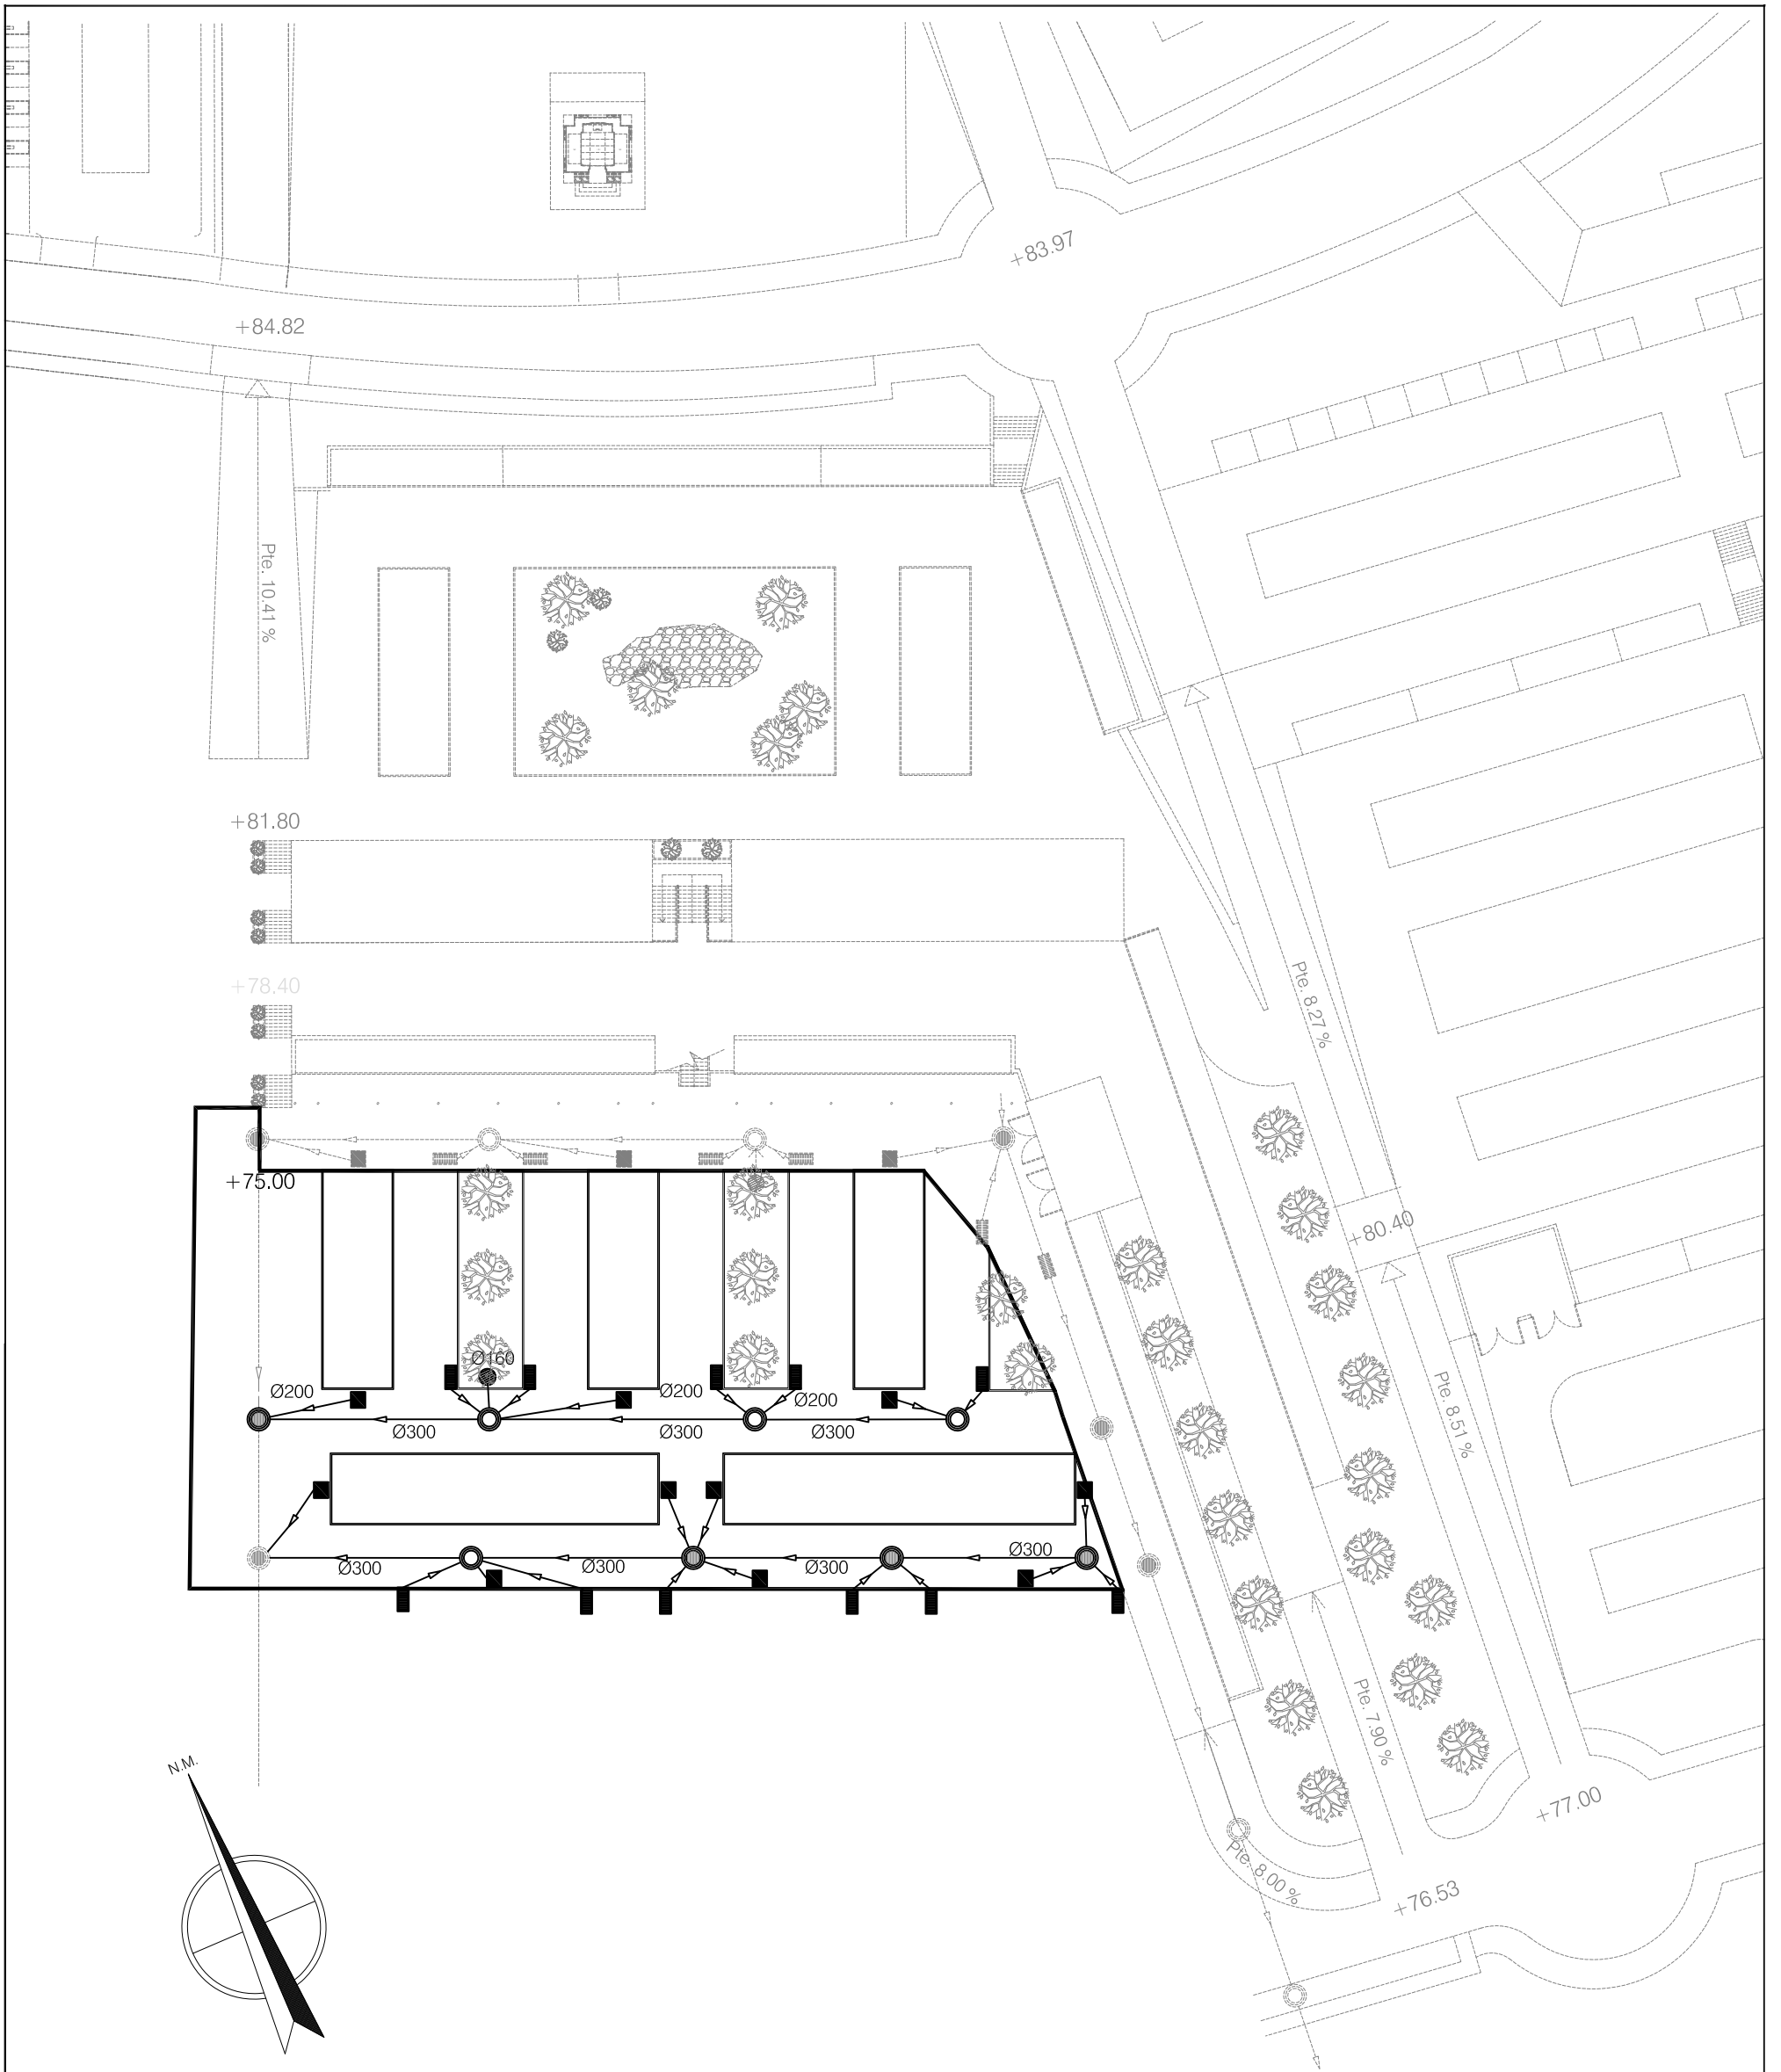 +83.97
+84.82
Pte. 10.41 %
+81.80
+78.40
Pte. 8.27 %
+75.00
+80.40
Ø160
Ø200
Ø200
Ø200
Ø300
Ø300
Ø300
Pte. 8.51 %
Ø300
Ø300
Ø300
Ø300
Pte. 7.90 %
N.M.
+77.00
Pte. 8.00 %
+76.53